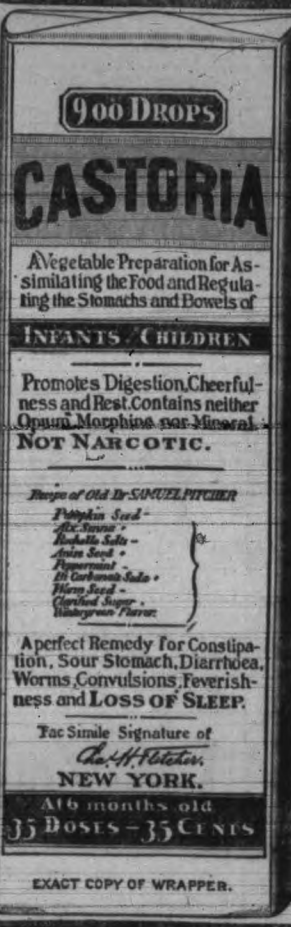 900 DROPS
CASTORIA
AVegetable Preparation for As-
similating the Food and Regula-
ting the Stomachs and Bowels of
INFANTS CHILDREN
Promotes Digestion,Cheerful-
ness and Rest.Contains neither
Opium,Morphine nor Mineral.
NOT NARCOTIC.
Recipe of Old Dr SAMUEL PITCHER
Pumpkin Seed -
Alx. Senna +
Rochelle Salts -
Anise Seed +
Peppermint -
Bi Carbonate Soda +
Worm Seed -
Clarified Sugar .
Wintergreen Flavor.
A perfect Remedy for Constipa-
tion, Sour Stomach, Diarrhoea,
Worms ,Convulsions, Feverish-
ness and LOSS OF SLEEP.
Fac Simile Signature of
Chas. H. Fletcher.
NEW YORK.
At 6 months old
35 DOSES - 35 CENTS
EXACT COPY OF WRAPPER.